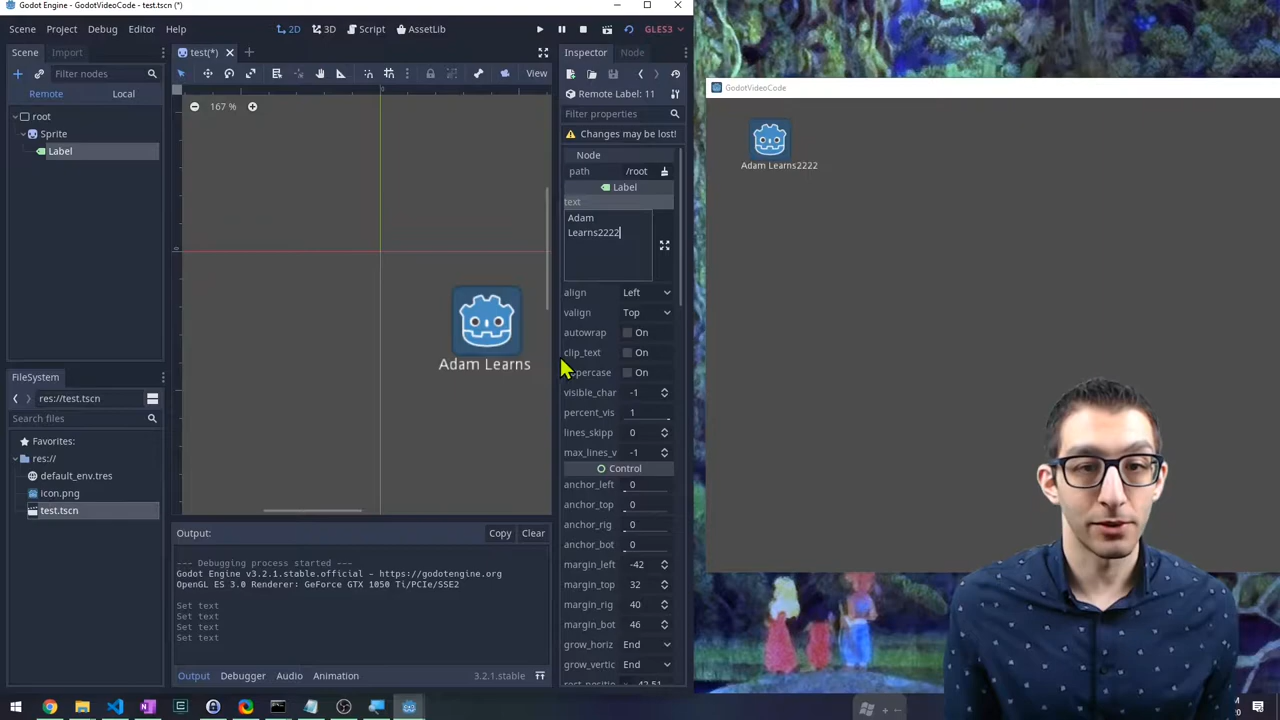 Godot Engine - GodotVideoCode - test.tscn (*)
Scene Project Debug Editor Help
2D 3D Script AssetLib
GLES3
Scene Import
test(*)
Inspector Node
Filter nodes
View
Remote Local
Remote Label: 11
167 %
0
Filter properties
root
Sprite
Label
Changes may be lost!
Node
path /root
Label
text
Adam
Learns2222
align Left
valign Top
autowrap On
clip_text On
percase On
visible_char -1
percent_vis 1
lines_skipp 0
max_lines_v -1
Control
anchor_left 0
anchor_top 0
anchor_rig 0
anchor_bot 0
margin_left -42
margin_top 32
margin_rig 40
margin_bot 46
grow_horiz End
grow_vertic End
Adam Learns
FileSystem
res://test.tscn
Search files
Favorites:
res://
default_env.tres
icon.png
test.tscn
Output:
Copy Clear
--- Debugging process started ---
Godot Engine v3.2.1.stable.official - https://godotengine.org
OpenGL ES 3.0 Renderer: GeForce GTX 1050 Ti/PCIe/SSE2
Set text
Set text
Set text
Set text
Output Debugger Audio Animation
3.2.1.stable
GodotVideoCode
Adam Learns2222